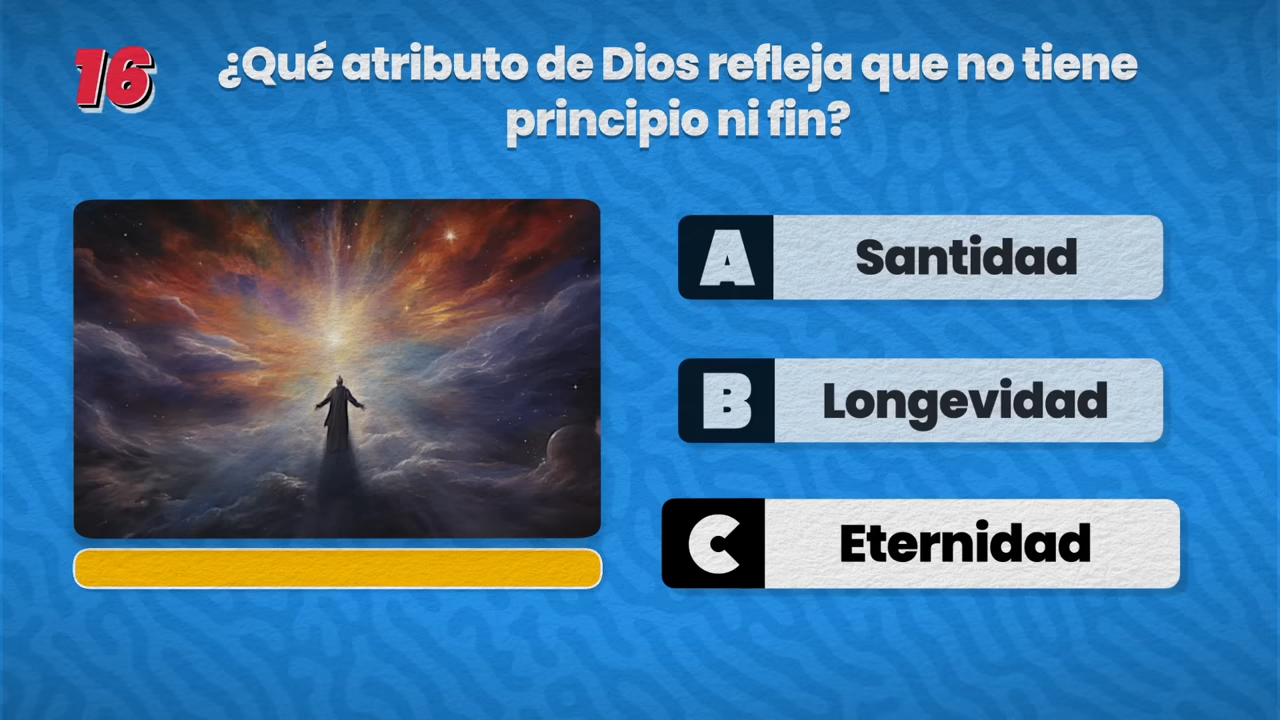 16
¿Qué atributo de Dios refleja que no tiene
principio ni fin?
A Santidad
B Longevidad
C Eternidad